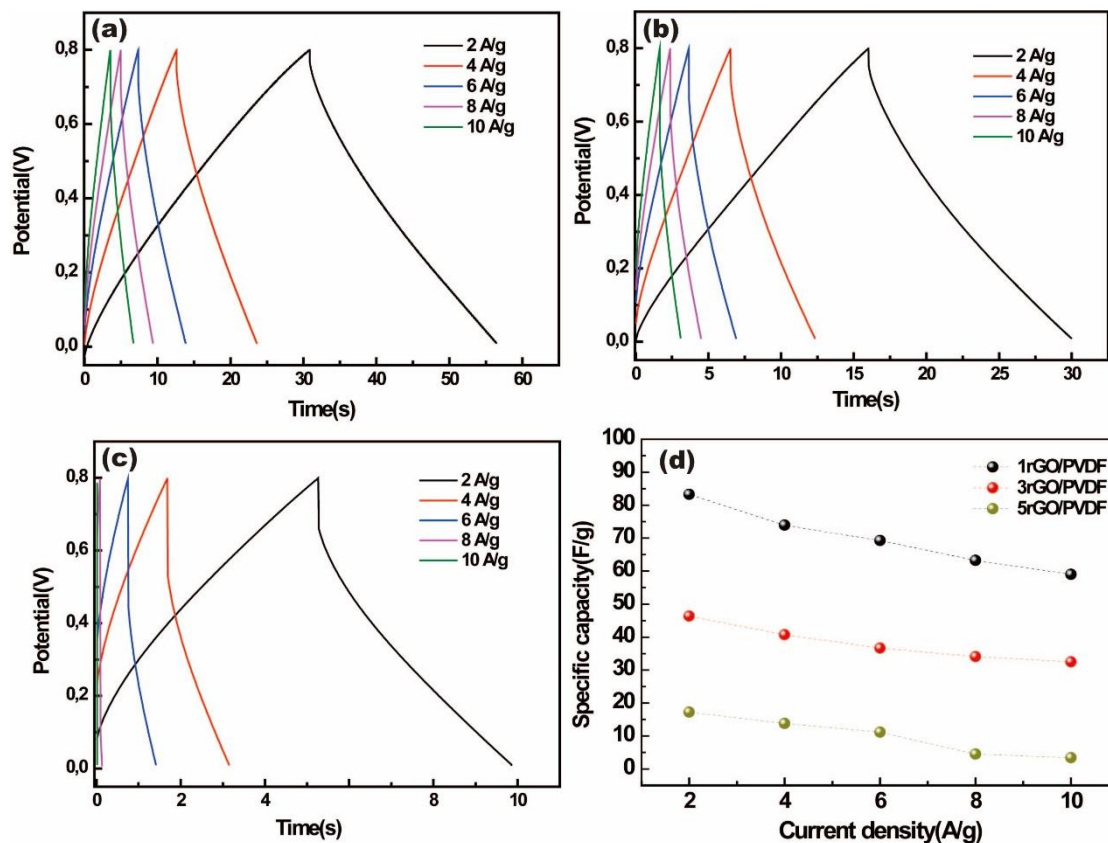 (a)
2 A/g
4 A/g
6 A/g
8 A/g
10 A/g
Potential(V)
0,8
0,6
0,4
0,2
0,0
0 10 20 30 40 50 60
Time(s)
(b)
2 A/g
4 A/g
6 A/g
8 A/g
10 A/g
Potential(V)
0,8
0,6
0,4
0,2
0,0
0 5 10 15 20 25 30
Time(s)
(c)
2 A/g
4 A/g
6 A/g
8 A/g
10 A/g
Potential(V)
0,8
0,6
0,4
0,2
0,0
0 2 4 6 8 10
Time(s)
(d)
1rGO/PVDF
3rGO/PVDF
5rGO/PVDF
Specific capacity(F/g)
100
90
80
70
60
50
40
30
20
10
0
2 4 6 8 10
Current density(A/g)